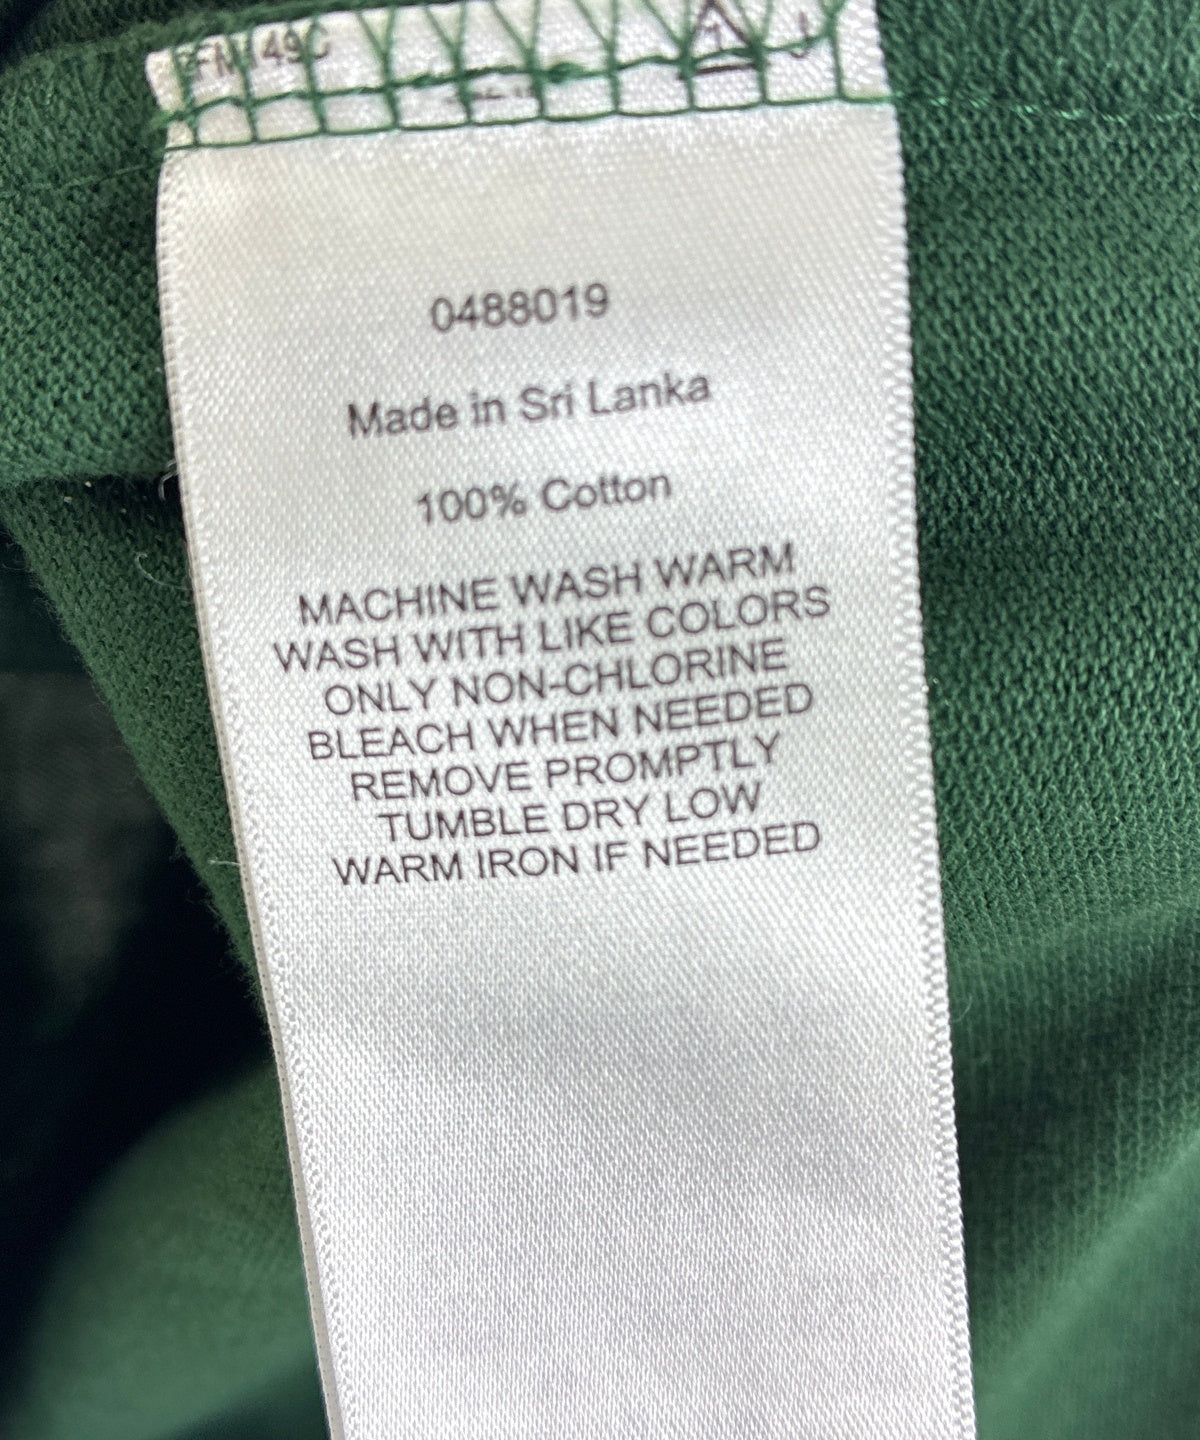 0488019
Made in Sri Lanka
100% Cotton
MACHINE WASH WARM
WASH WITH LIKE COLORS
ONLY NON-CHLORINE
BLEACH WHEN NEEDED
REMOVE PROMPTLY
TUMBLE DRY LOW
WARM IRON IF NEEDED